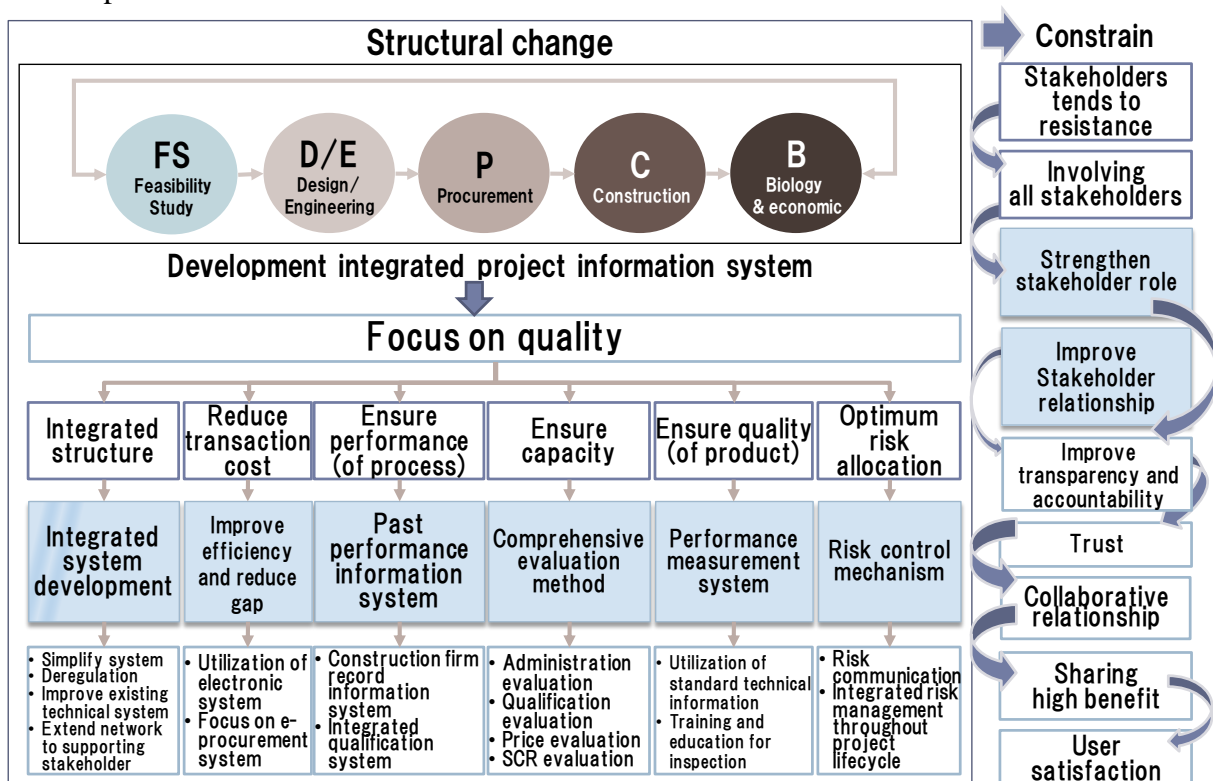 Structural change
FS
Feasibility
Study
D/E
Design/
Engineering
P
Procurement
C
Construction
B
Biology
& economic
Development integrated project information system
Focus on quality
Integrated
structure
Reduce
transaction
cost
Ensure
performance
(of process)
Ensure
capacity
Ensure quality
(of product)
Optimum
risk
allocation
Integrated
system
development
Improve
efficiency
and reduce
gap
Past
performance
information
system
Comprehensive
evaluation
method
Performance
measurement
system
Risk control
mechanism
• Simplify system
• Deregulation
• Improve existing
technical system
• Extend network
to supporting
stakeholder
• Utilization of
electronic
system
• Focus on e-
procurement
system
• Construction firm
record
information
system
• Integrated
qualification
system
• Administration
evaluation
• Qualification
evaluation
• Price evaluation
• SCR evaluation
• Utilization of
standard technical
information
• Training and
education for
inspection
• Risk
communication
• Integrated risk
management
throughout
project
lifecycle
Constrain
Stakeholders
tends to
resistance
Involving
all stakeholders
Strengthen
stakeholder role
Improve
Stakeholder
relationship
Improve
transparency and
accountability
Trust
Collaborative
relationship
Sharing
high benefit
User
satisfaction